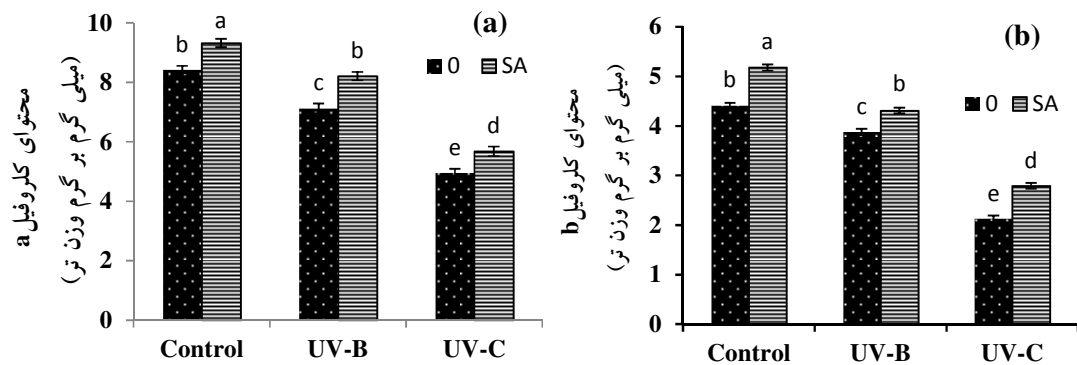 محتوای کلروفیل a
(میلی گرم بر گرم وزن تر)
10
8
6
4
2
0
(a)
0 SA
b a
c b
e d
Control UV-B UV-C
محتوای کلروفیل b
(میلی گرم بر گرم وزن تر)
6
5
4
3
2
1
0
(b)
0 SA
b a
c b
e d
Control UV-B UV-C